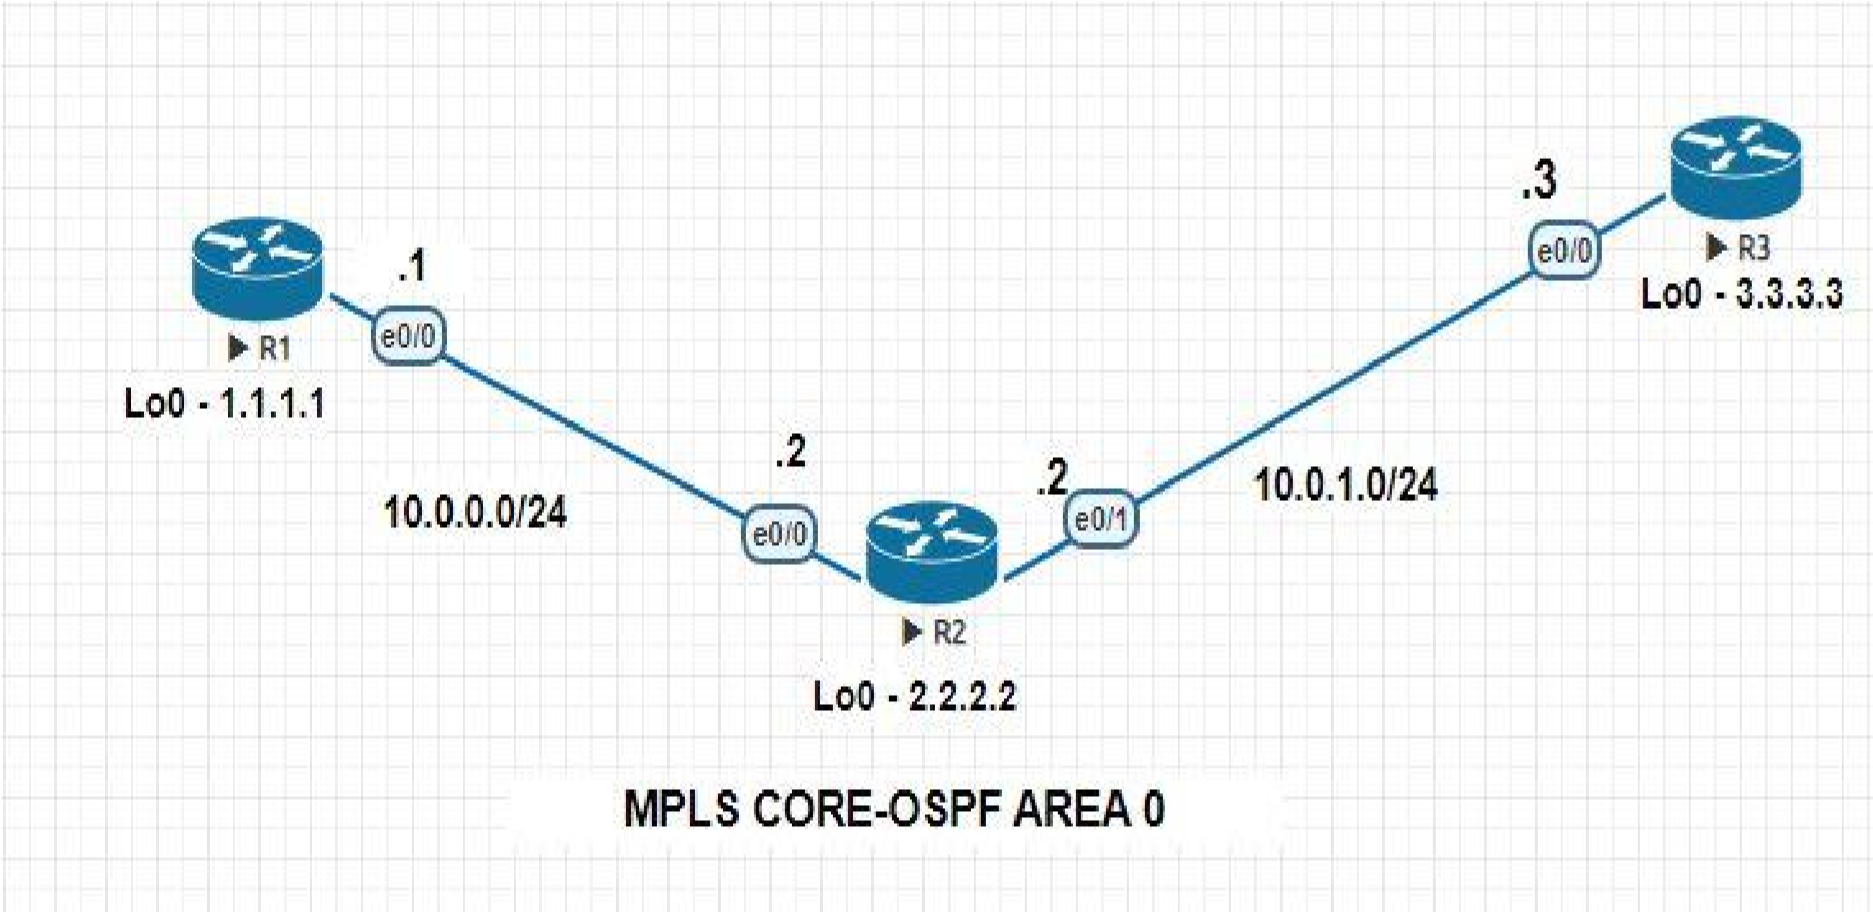 .3
e0/0
R3
Lo0 - 3.3.3.3
.1
e0/0
R1
Lo0 - 1.1.1.1
10.0.0.0/24
.2
e0/0
.2
e0/1
10.0.1.0/24
R2
Lo0 - 2.2.2.2
MPLS CORE-OSPF AREA 0